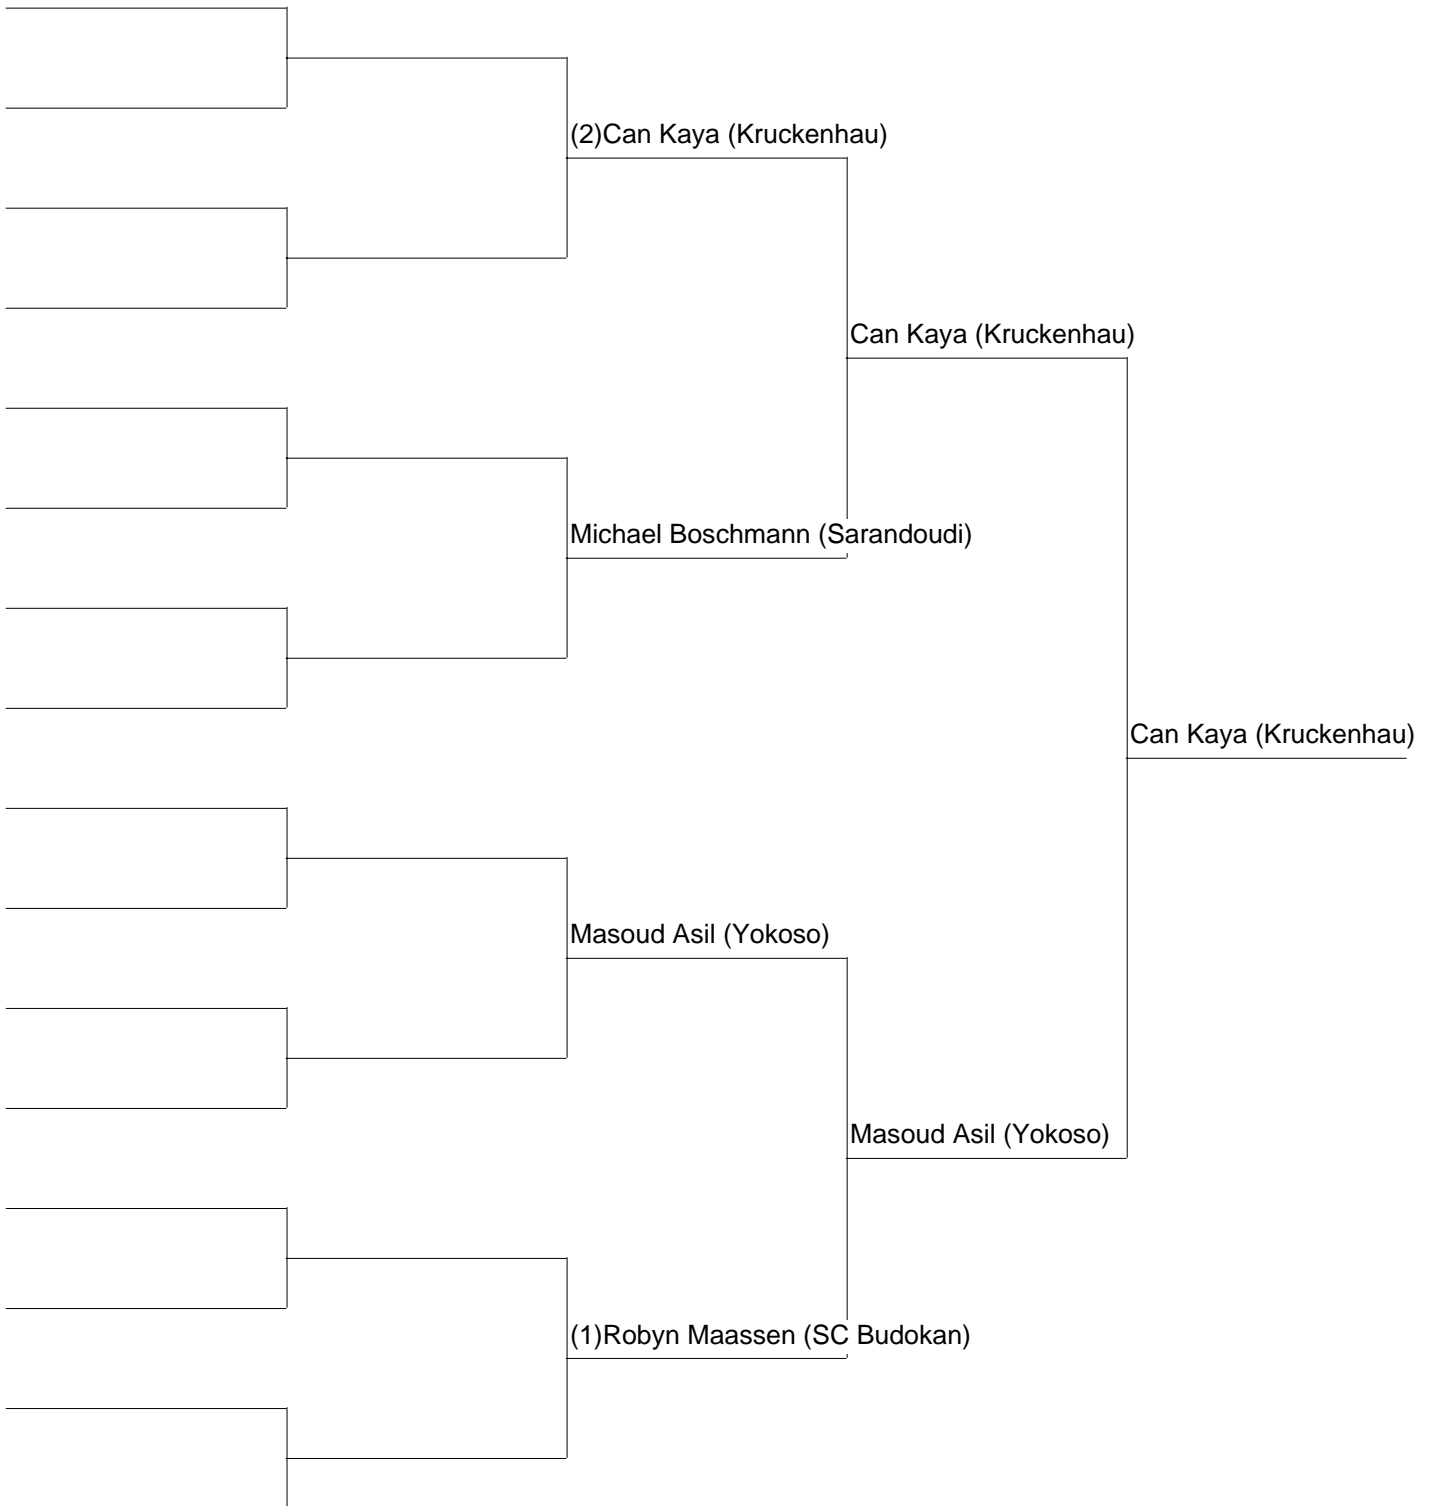 (2)Can Kaya (Kruckenhau)
Can Kaya (Kruckenhau)
Michael Boschmann (Sarandoudi)
Can Kaya (Kruckenhau)
Masoud Asil (Yokoso)
Masoud Asil (Yokoso)
(1)Robyn Maassen (SC Budokan)